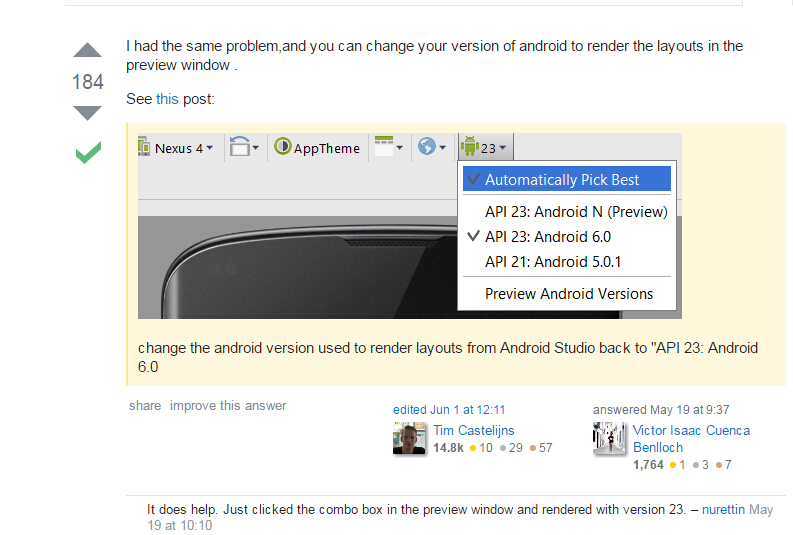 I had the same problem,and you can change your version of android to render the layouts in the
preview window .
184
See this post:
Nexus 4 AppTheme 23
Automatically Pick Best
API 23: Android N (Preview)
API 23: Android 6.0
API 21: Android 5.0.1
Preview Android Versions
change the android version used to render layouts from Android Studio back to "API 23: Android
6.0
share improve this answer
edited Jun 1 at 12:11
Tim Castelijns
14.8k 10 29 57
answered May 19 at 9:37
Victor Isaac Cuenca
Benlloch
1,764 1 3 7
It does help. Just clicked the combo box in the preview window and rendered with version 23. – nurettin May
19 at 10:10